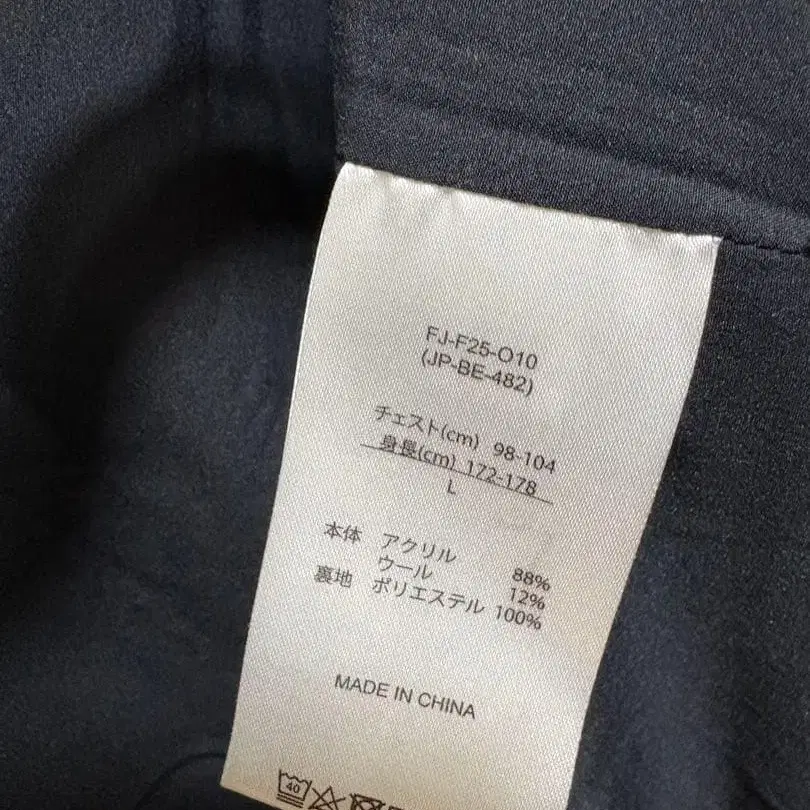 FJ-F25-O10
(JP-BE-482)
チェスト(cm) 98-104
身長(cm) 172-178
L
本体 アクリル 88%
ウール 12%
裏地 ポリエステル 100%
MADE IN CHINA
40